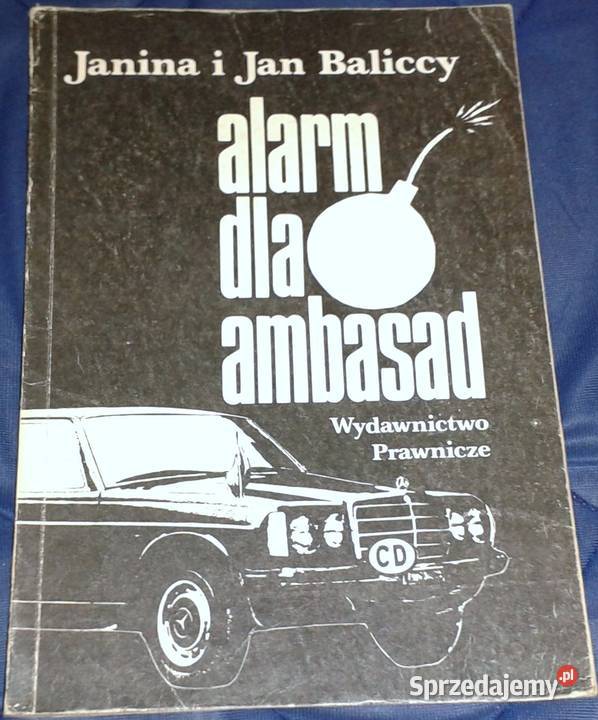 Janina i Jan Baliccy
alarm
dla
ambasad
Wydawnictwo
Prawnicze
CD
Sprzedajemy.pl